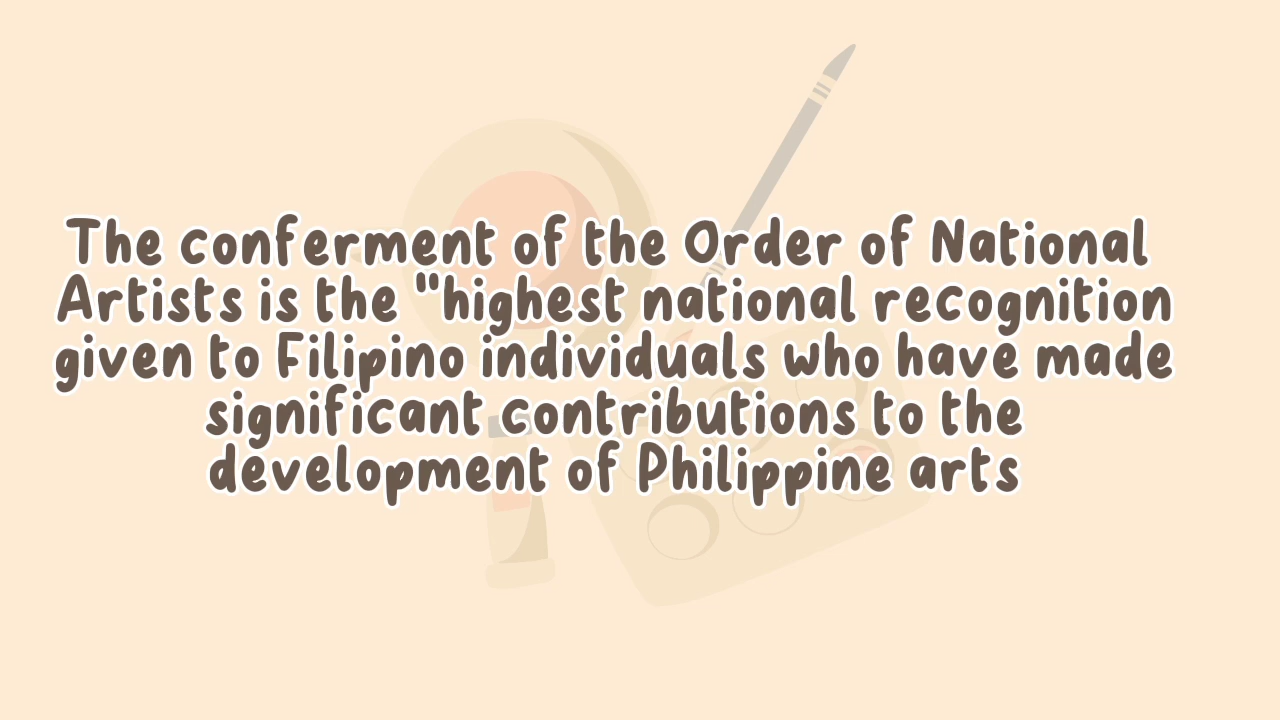 The conferment of the Order of National
Artists is the "highest national recognition
given to Filipino individuals who have made
significant contributions to the
development of Philippine arts